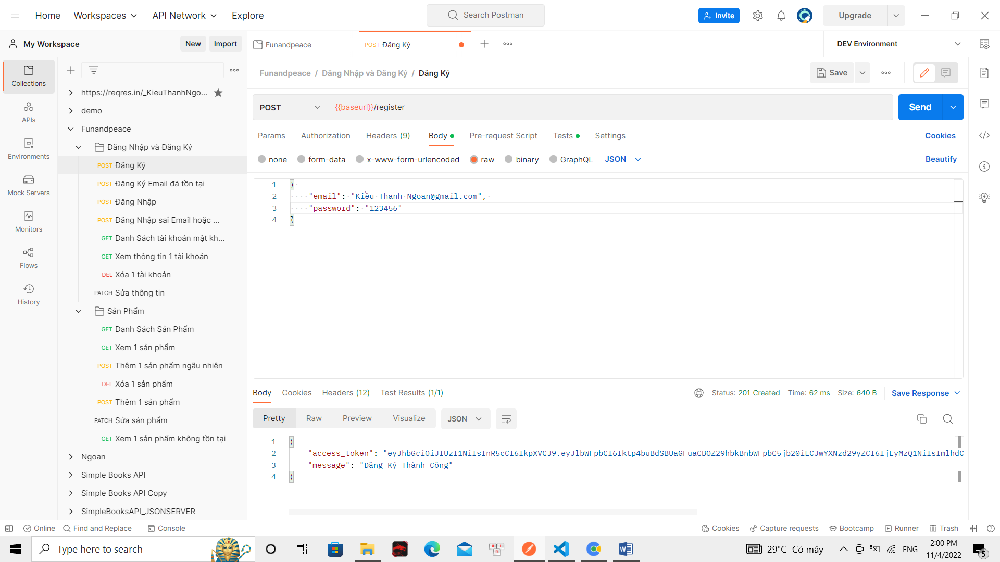 Home Workspaces API Network Explore Search Postman Invite Upgrade
My Workspace New Import Funandpeace POST Đăng Ký DEV Environment
Collections
APIs
Environments
Mock Servers
Monitors
Flows
History
https://reqres.in/_KieuThanhNgo...
demo
Funandpeace
Đăng Nhập và Đăng Ký
POST Đăng Ký
POST Đăng Ký Email đã tồn tại
POST Đăng Nhập
POST Đăng Nhập sai Email hoặc ...
GET Danh Sách tài khoản mật kh...
GET Xem thông tin 1 tài khoản
DEL Xóa 1 tài khoản
PATCH Sửa thông tin
Sản Phẩm
GET Danh Sách Sản Phẩm
GET Xem 1 sản phẩm
POST Thêm 1 sản phẩm ngẫu nhiên
DEL Xóa 1 sản phẩm
POST Thêm 1 sản phẩm
PATCH Sửa sản phẩm
GET Xem 1 sản phẩm không tồn tại
Ngoan
Simple Books API
Simple Books API Copy
SimpleBooksAPI_JSONSERVER
Funandpeace / Đăng Nhập và Đăng Ký / Đăng Ký Save
POST {{baseurl}}/register Send
Params Authorization Headers (9) Body Pre-request Script Tests Settings Cookies
none form-data x-www-form-urlencoded raw binary GraphQL JSON Beautify
1 {
2 "email": "Kiều Thanh Ngoan@gmail.com",
3 "password": "123456"
4 }
Body Cookies Headers (12) Test Results (1/1) Status: 201 Created Time: 62 ms Size: 640 B Save Response
Pretty Raw Preview Visualize JSON
1 {
2 "access_token": "eyJhbGciOiJIUzI1NiIsInR5cCI6IkpXVCJ9.eyJlbWFpbCI6Iktp4buBdSBUaGFuaCBOZ29hbkBnbWFpbC5jb20iLCJwYXNzd29yZCI6IjEyMzQ1NiIsImlhdC
3 "message": "Đăng Ký Thành Công"
4 }
Online Find and Replace Console Cookies Capture requests Bootcamp Runner Trash
Type here to search 29°C Có mây ENG 2:00 PM
11/4/2022 5